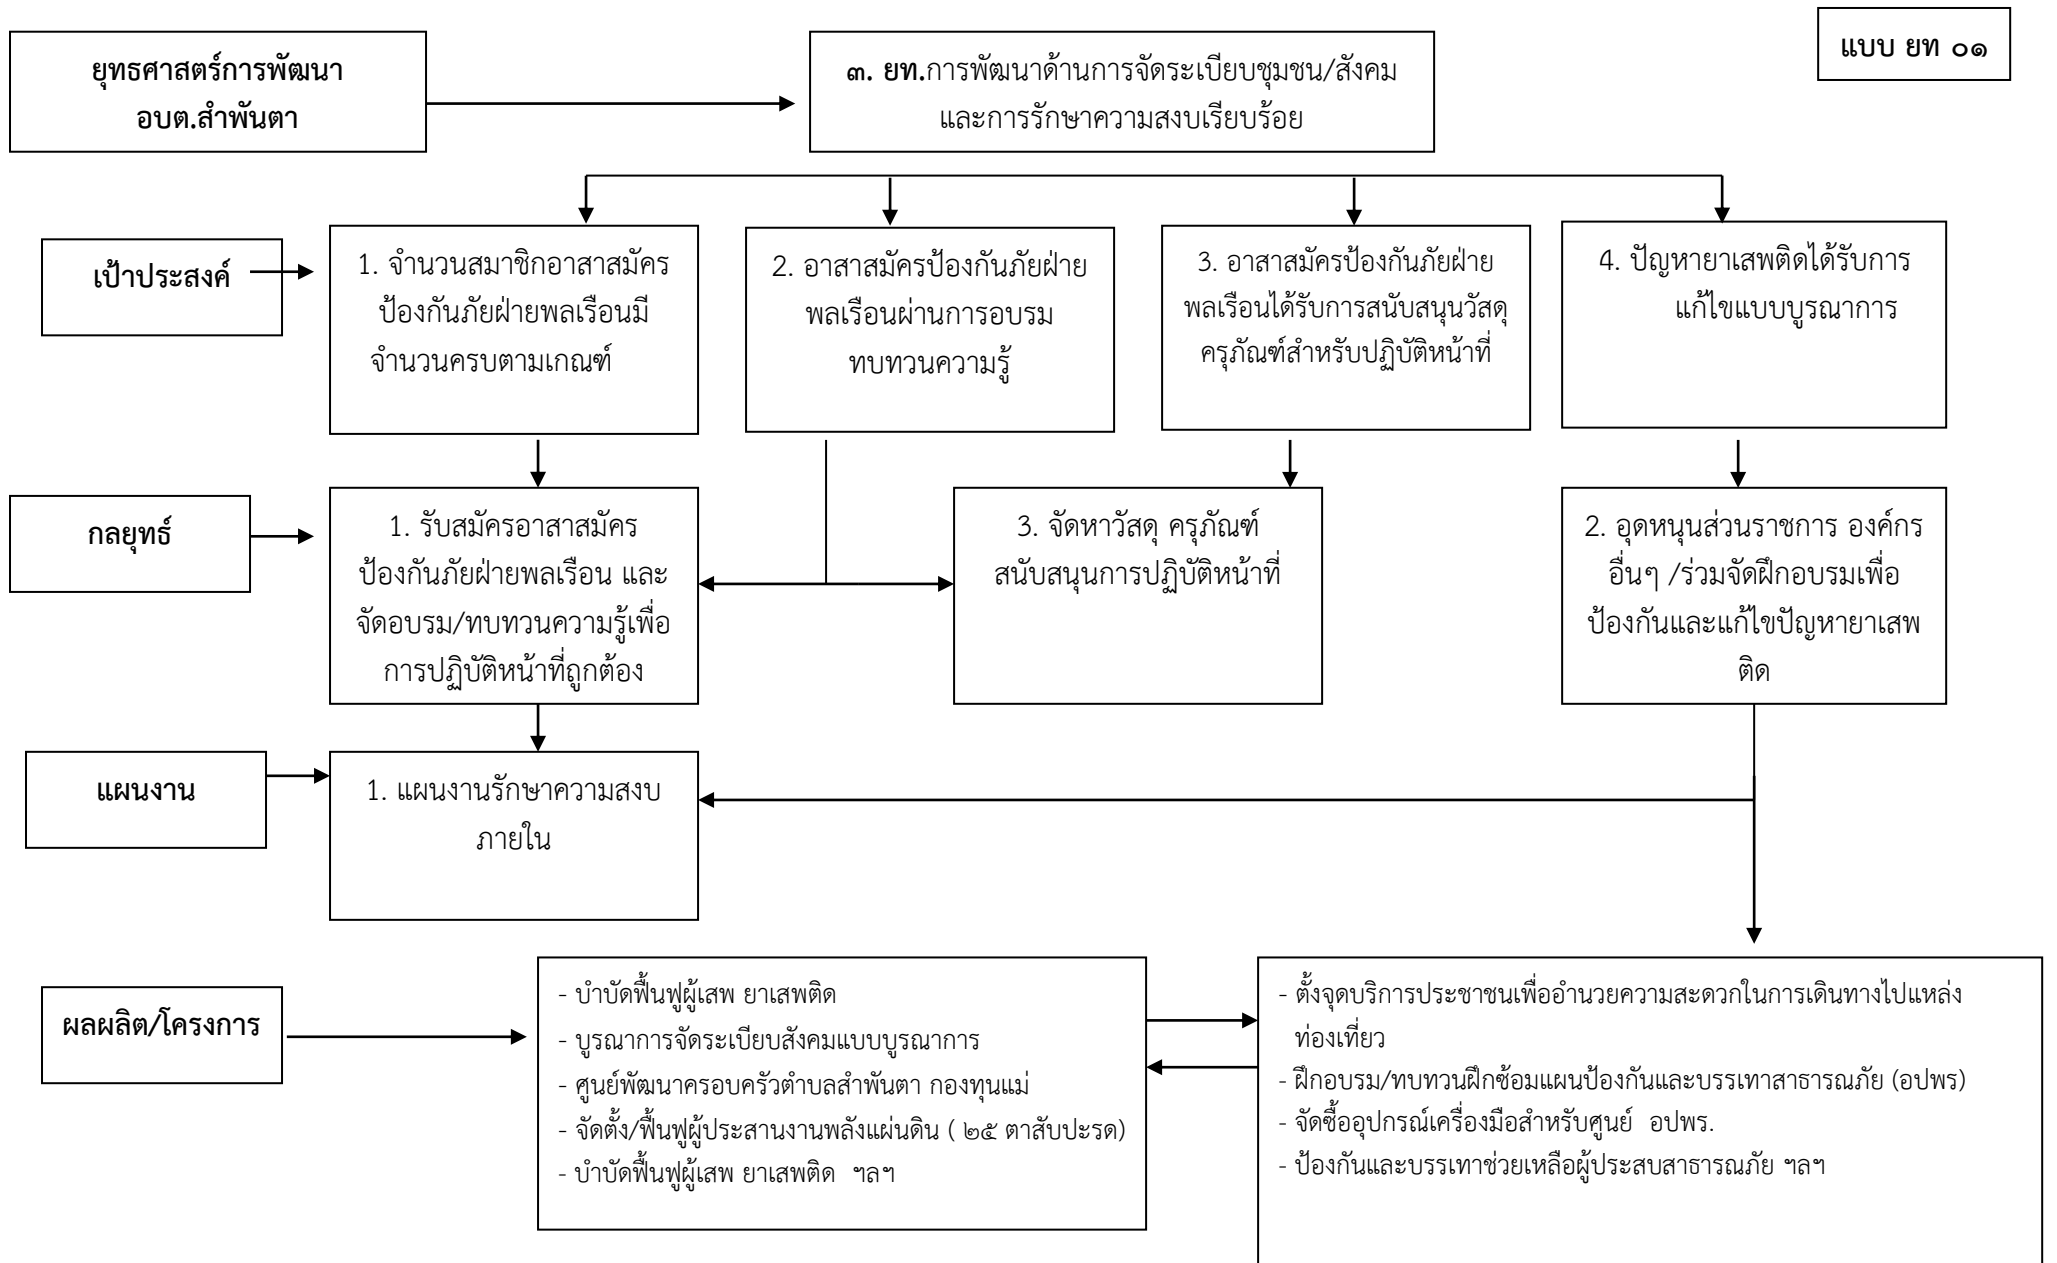 แบบ ยท ๐๑
ยุทธศาสตร์การพัฒนา
อบต.สำพันตา
๓. ยท.การพัฒนาด้านการจัดระเบียบชุมชน/สังคม
และการรักษาความสงบเรียบร้อย
เป้าประสงค์
1. จำนวนสมาชิกอาสาสมัคร
ป้องกันภัยฝ่ายพลเรือนมี
จำนวนครบตามเกณฑ์
2. อาสาสมัครป้องกันภัยฝ่าย
พลเรือนผ่านการอบรม
ทบทวนความรู้
3. อาสาสมัครป้องกันภัยฝ่าย
พลเรือนได้รับการสนับสนุนวัสดุ
ครุภัณฑ์สำหรับปฏิบัติหน้าที่
4. ปัญหายาเสพติดได้รับการ
แก้ไขแบบบูรณาการ
กลยุทธ์
1. รับสมัครอาสาสมัคร
ป้องกันภัยฝ่ายพลเรือน และ
จัดอบรม/ทบทวนความรู้เพื่อ
การปฏิบัติหน้าที่ถูกต้อง
3. จัดหาวัสดุ ครุภัณฑ์
สนับสนุนการปฏิบัติหน้าที่
2. อุดหนุนส่วนราชการ องค์กร
อื่นๆ /ร่วมจัดฝึกอบรมเพื่อ
ป้องกันและแก้ไขปัญหายาเสพ
ติด
แผนงาน
1. แผนงานรักษาความสงบ
ภายใน
ผลผลิต/โครงการ
- บำบัดฟื้นฟูผู้เสพ ยาเสพติด
- บูรณาการจัดระเบียบสังคมแบบบูรณาการ
- ศูนย์พัฒนาครอบครัวตำบลสำพันตา กองทุนแม่
- จัดตั้ง/ฟื้นฟูผู้ประสานงานพลังแผ่นดิน ( ๒๕ ตาสับปะรด)
- บำบัดฟื้นฟูผู้เสพ ยาเสพติด ฯลฯ
- ตั้งจุดบริการประชาชนเพื่ออำนวยความสะดวกในการเดินทางไปแหล่ง
ท่องเที่ยว
- ฝึกอบรม/ทบทวนฝึกซ้อมแผนป้องกันและบรรเทาสาธารณภัย (อปพร)
- จัดซื้ออุปกรณ์เครื่องมือสำหรับศูนย์ อปพร.
- ป้องกันและบรรเทาช่วยเหลือผู้ประสบสาธารณภัย ฯลฯ